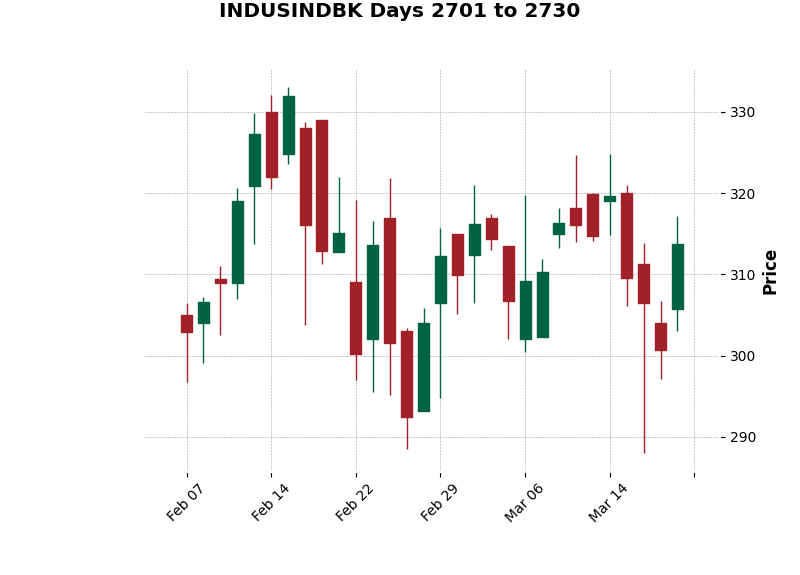 INDUSINDBK Days 2701 to 2730
330
320
310
300
290
Price
Feb 07
Feb 14
Feb 22
Feb 29
Mar 06
Mar 14